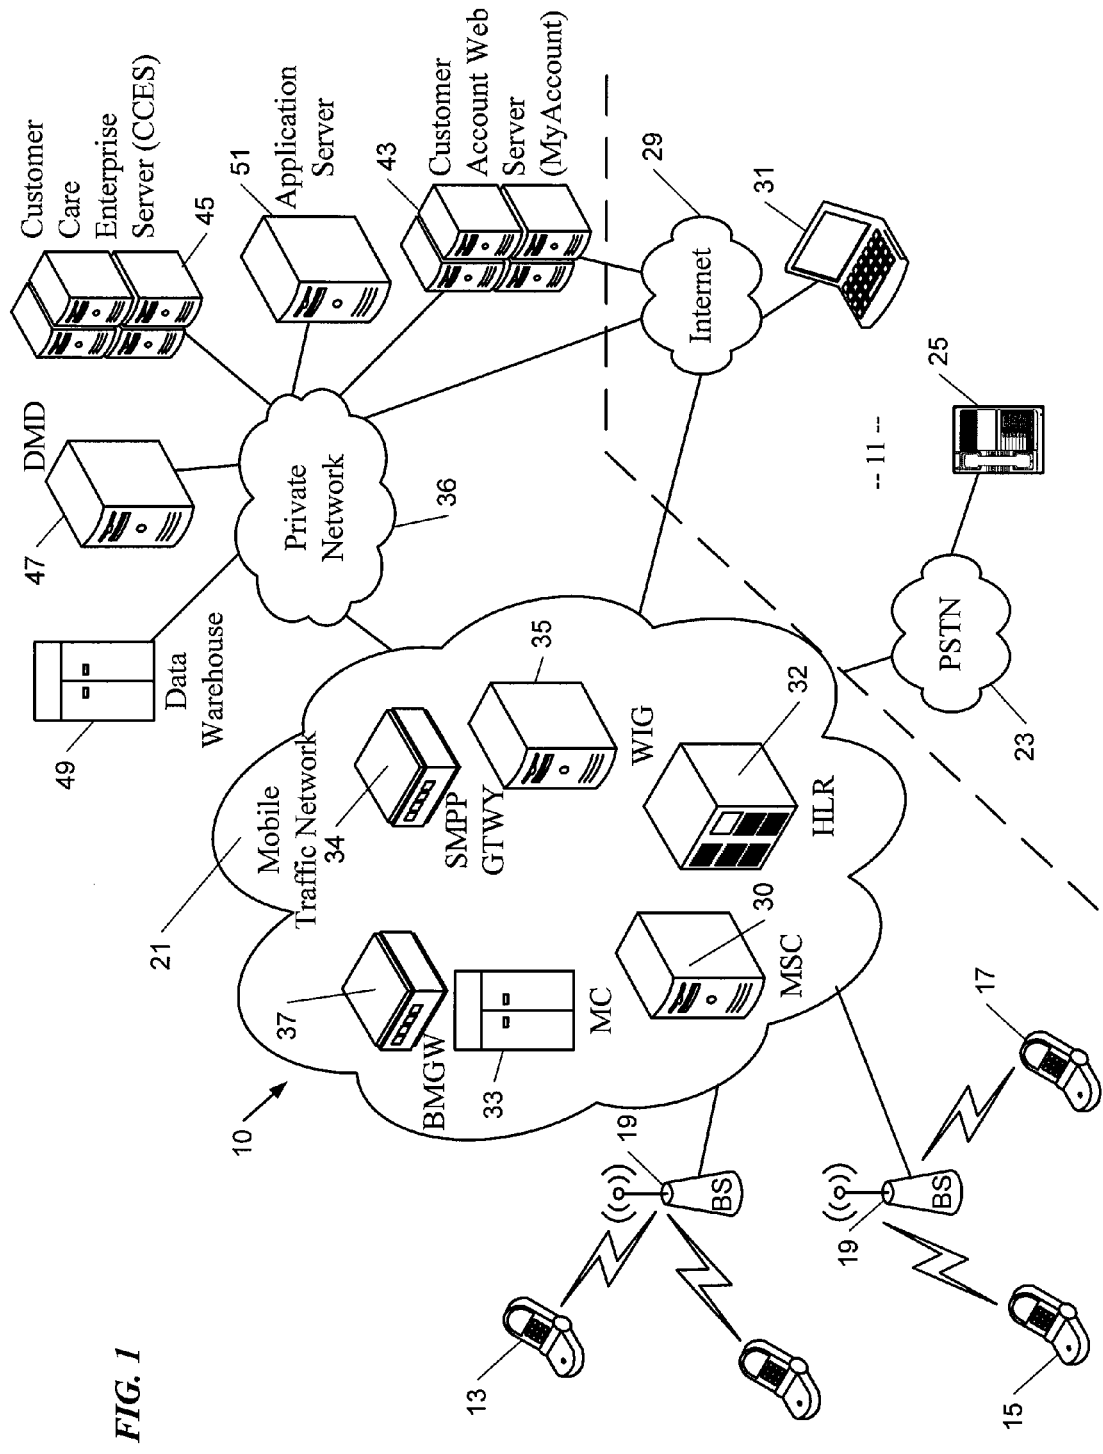 FIG. 1
10
Customer
Care
Enterprise
Server (CCES)
45
DMD
47
Data
Warehouse
49
51
Application
Server
43
Customer
Account Web
Server
(MyAccount)
Private
Network
36
29
Internet
31
21
Mobile
Traffic Network
34
SMPP
GTWY
35
WIG
32
HLR
37
BMGW
33
MC
30
MSC
-- 11 --
25
PSTN
23
19
BS
13
19
BS
17
15